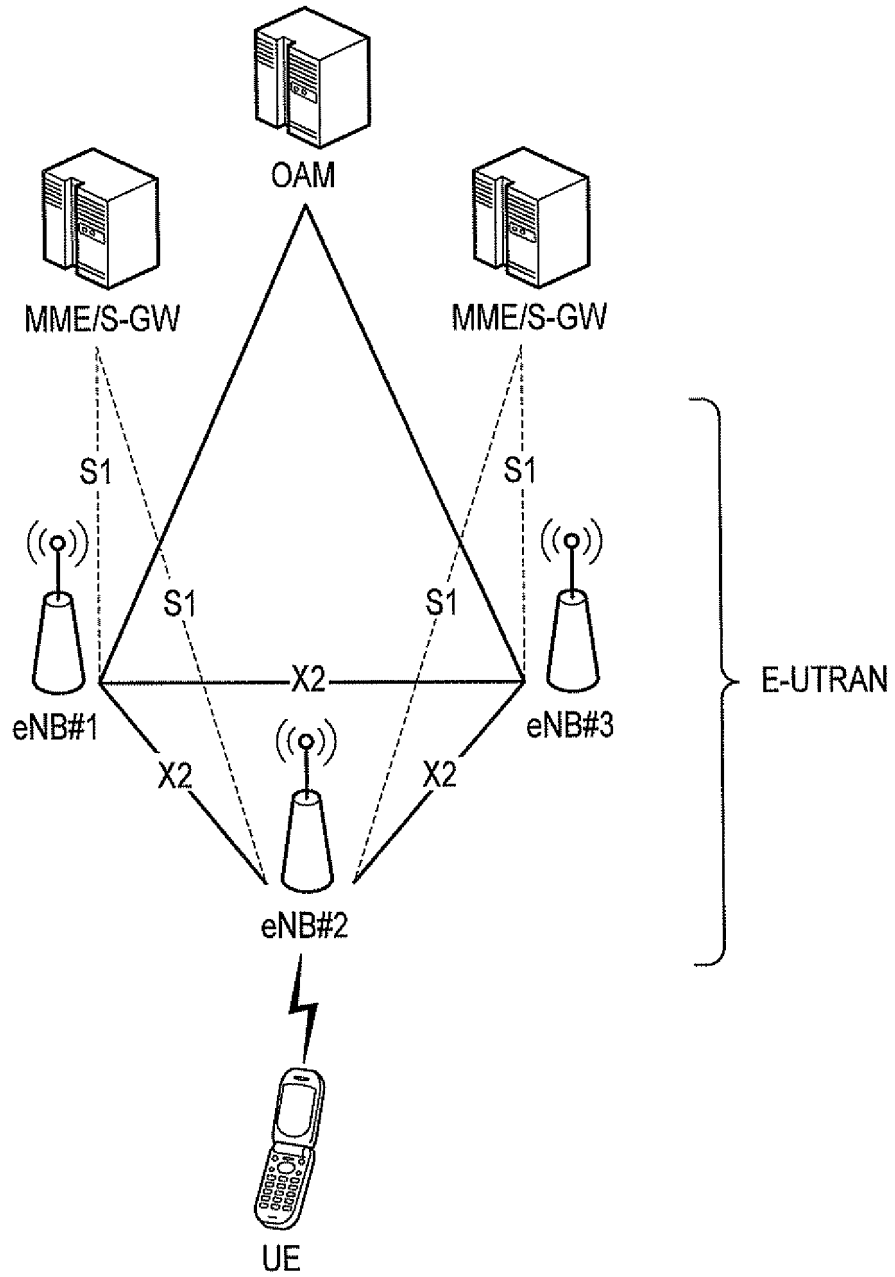 OAM
MME/S-GW
MME/S-GW
S1
S1
S1
S1
E-UTRAN
X2
eNB#1
eNB#3
X2
X2
eNB#2
UE